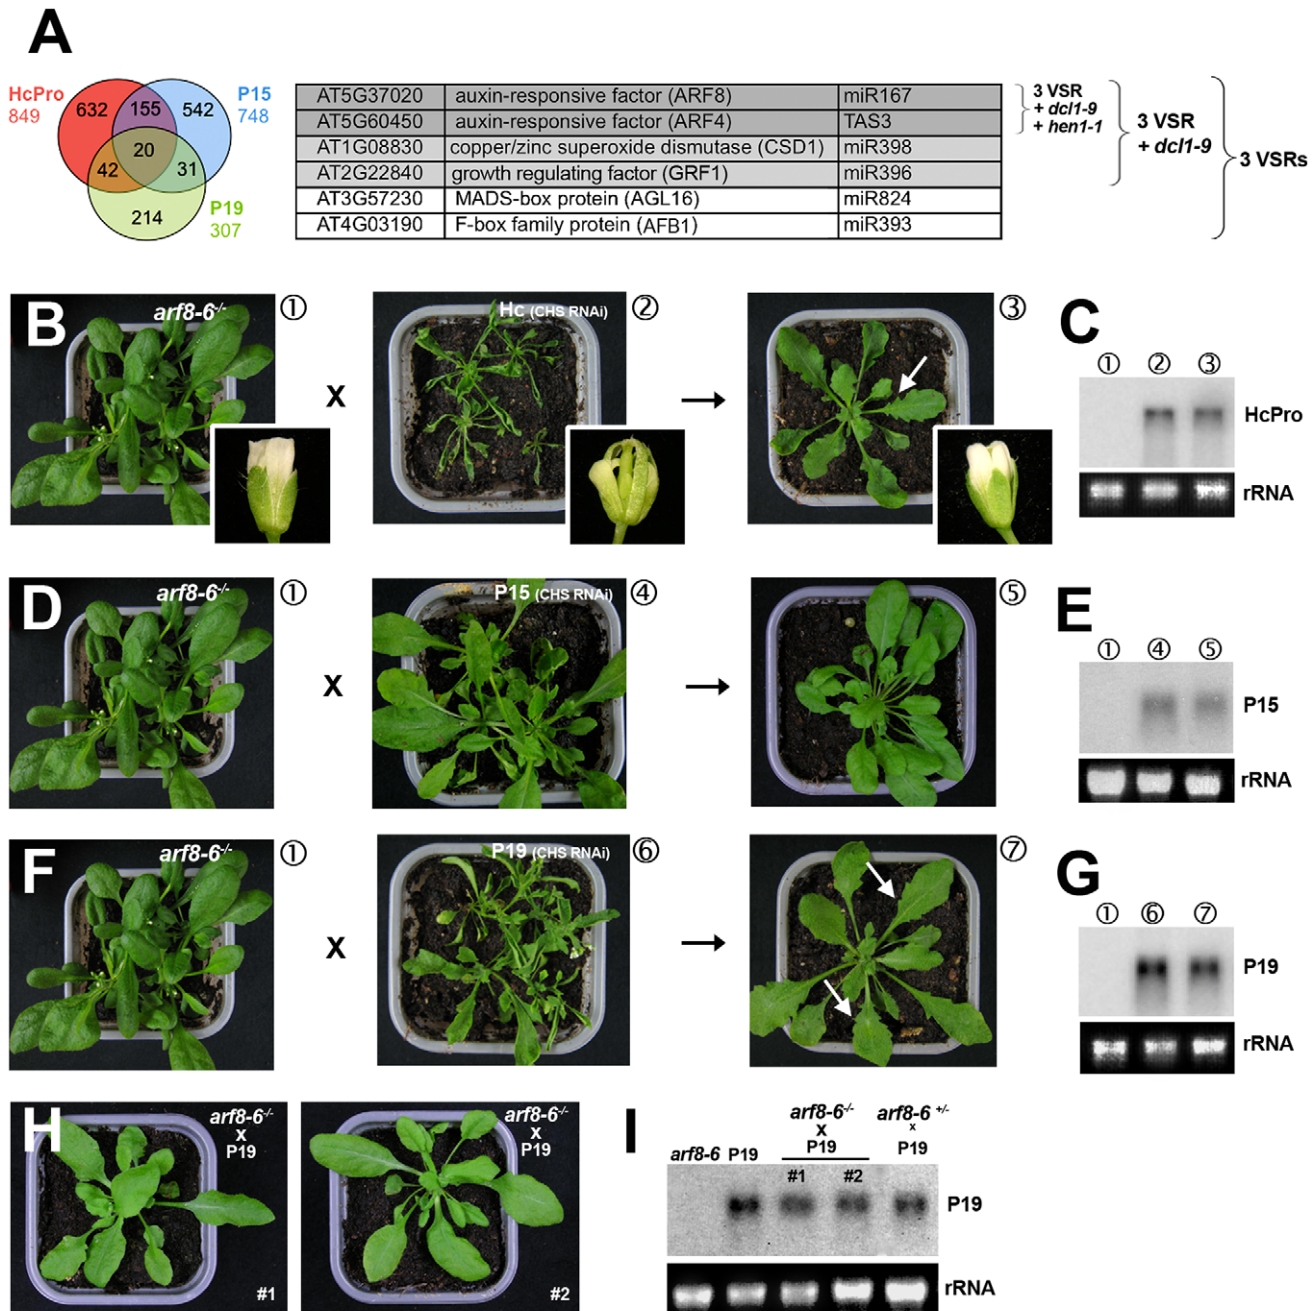 A
HcPro
849
632
155
542
P15
748
20
42
31
214
P19
307
AT5G37020 auxin-responsive factor (ARF8) miR167
AT5G60450 auxin-responsive factor (ARF4) TAS3
AT1G08830 copper/zinc superoxide dismutase (CSD1) miR398
AT2G22840 growth regulating factor (GRF1) miR396
AT3G57230 MADS-box protein (AGL16) miR824
AT4G03190 F-box family protein (AFB1) miR393
3 VSR
+ dcl1-9
+ hen1-1
3 VSR
+ dcl1-9
3 VSRs
B
arf8-6-/-
①
X
Hc (CHS RNAi)
②
③
C
① ② ③
HcPro
rRNA
D
arf8-6-/-
①
X
P15 (CHS RNAi)
④
⑤
E
① ④ ⑤
P15
rRNA
F
arf8-6-/-
①
X
P19 (CHS RNAi)
⑥
⑦
G
① ⑥ ⑦
P19
rRNA
H
arf8-6-/-
X
P19
#1
arf8-6-/-
X
P19
#2
I
arf8-6
P19
arf8-6-/-
X
P19
#1 #2
arf8-6 +/-
x
P19
P19
rRNA